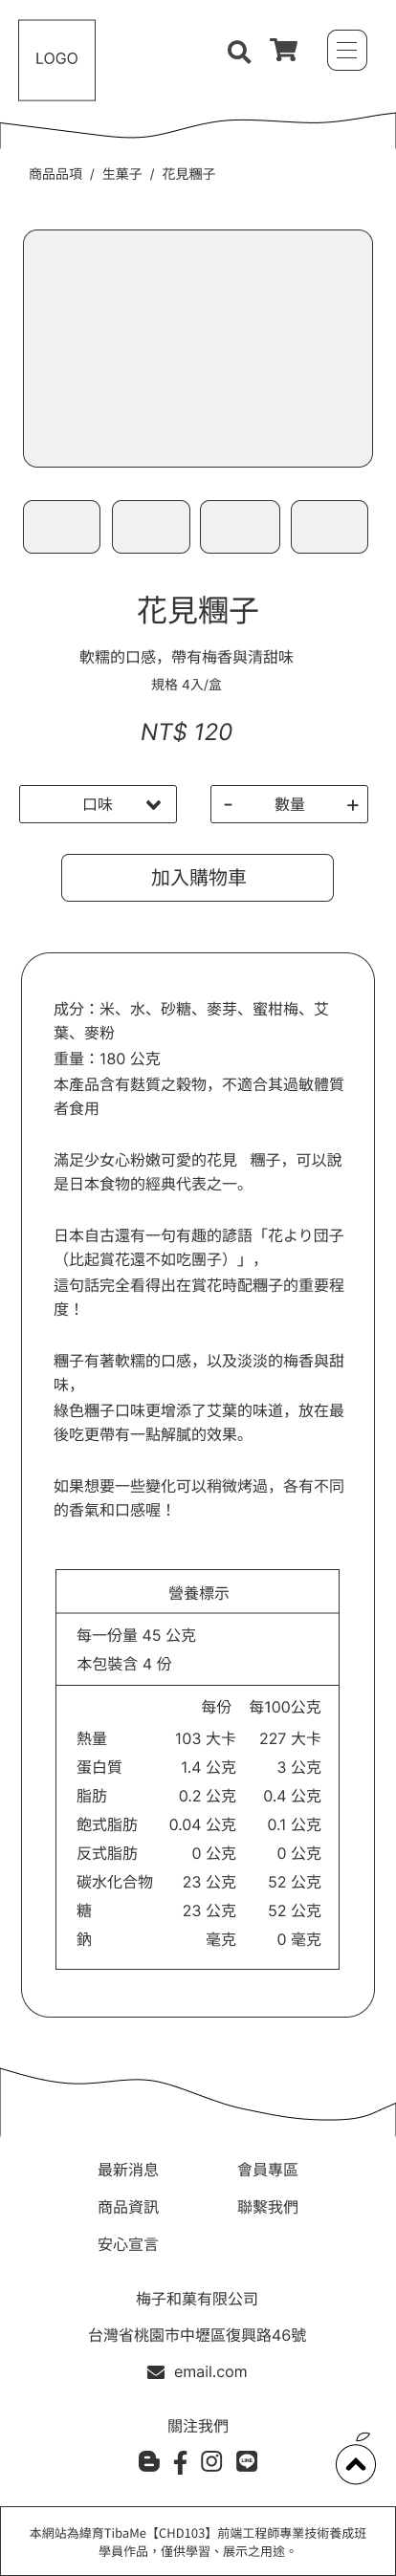 LOGO
商品品項 / 生菓子 / 花見糰子
花見糰子
軟糯的口感，帶有梅香與清甜味
規格 4入/盒
NT$ 120
口味
- 數量 +
加入購物車
成分：米、水、砂糖、麥芽、蜜柑梅、艾
葉、麥粉
重量：180 公克
本產品含有麩質之穀物，不適合其過敏體質
者食用
滿足少女心粉嫩可愛的花見 糰子，可以說
是日本食物的經典代表之一。
日本自古還有一句有趣的諺語「花より団子
（比起賞花還不如吃團子）」，
這句話完全看得出在賞花時配糰子的重要程
度！
糰子有著軟糯的口感，以及淡淡的梅香與甜
味，
綠色糰子口味更增添了艾葉的味道，放在最
後吃更帶有一點解膩的效果。
如果想要一些變化可以稍微烤過，各有不同
的香氣和口感喔！
營養標示
每一份量 45 公克
本包裝含 4 份
每份 每100公克
熱量 103 大卡 227 大卡
蛋白質 1.4 公克 3 公克
脂肪 0.2 公克 0.4 公克
飽式脂肪 0.04 公克 0.1 公克
反式脂肪 0 公克 0 公克
碳水化合物 23 公克 52 公克
糖 23 公克 52 公克
鈉 毫克 0 毫克
最新消息 會員專區
商品資訊 聯繫我們
安心宣言
梅子和菓有限公司
台灣省桃園市中壢區復興路46號
email.com
關注我們
LINE
本網站為緯育TibaMe【CHD103】前端工程師專業技術養成班
學員作品，僅供學習、展示之用途。